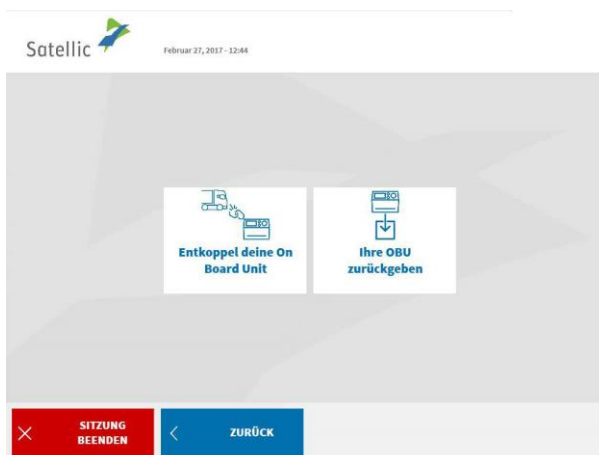 Satellic
Februar 27, 2017 - 12:44
Entkoppel deine On
Board Unit
Ihre OBU
zurückgeben
SITZUNG
BEENDEN
ZURÜCK